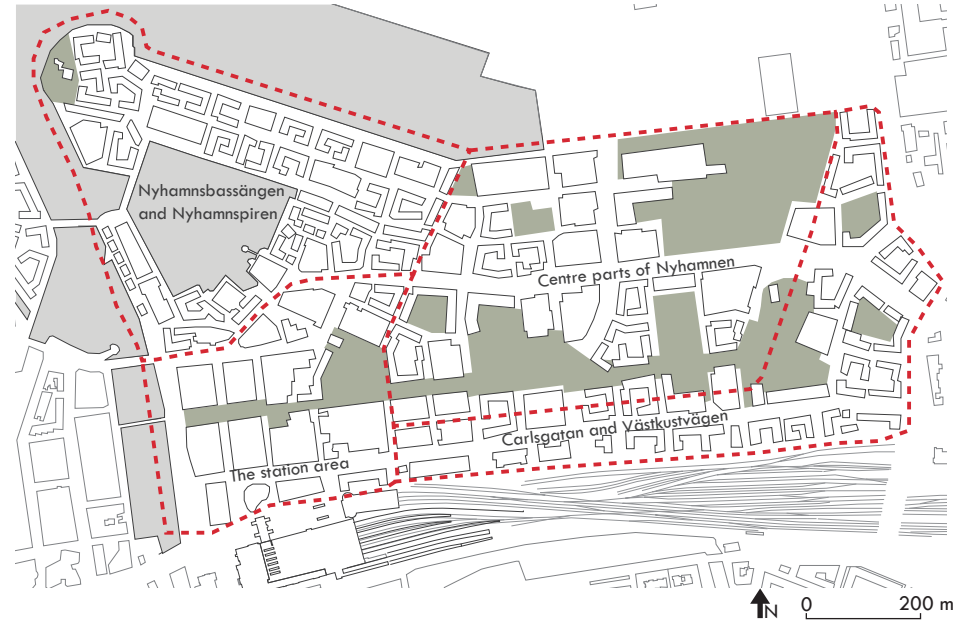 Nyhamnsbassängen
and Nyhamnspiren
Centre parts of Nyhamnen
Carlsgatan and Västkustvägen
The station area
N
0 200 m